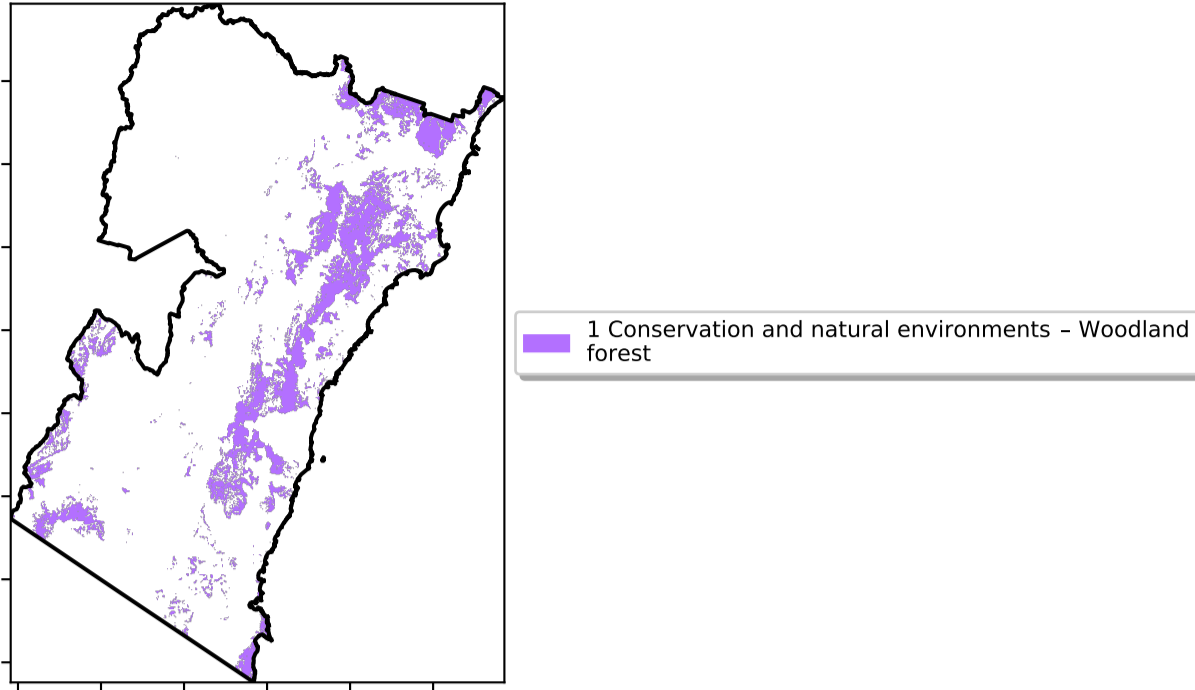 1 Conservation and natural environments – Woodland
forest